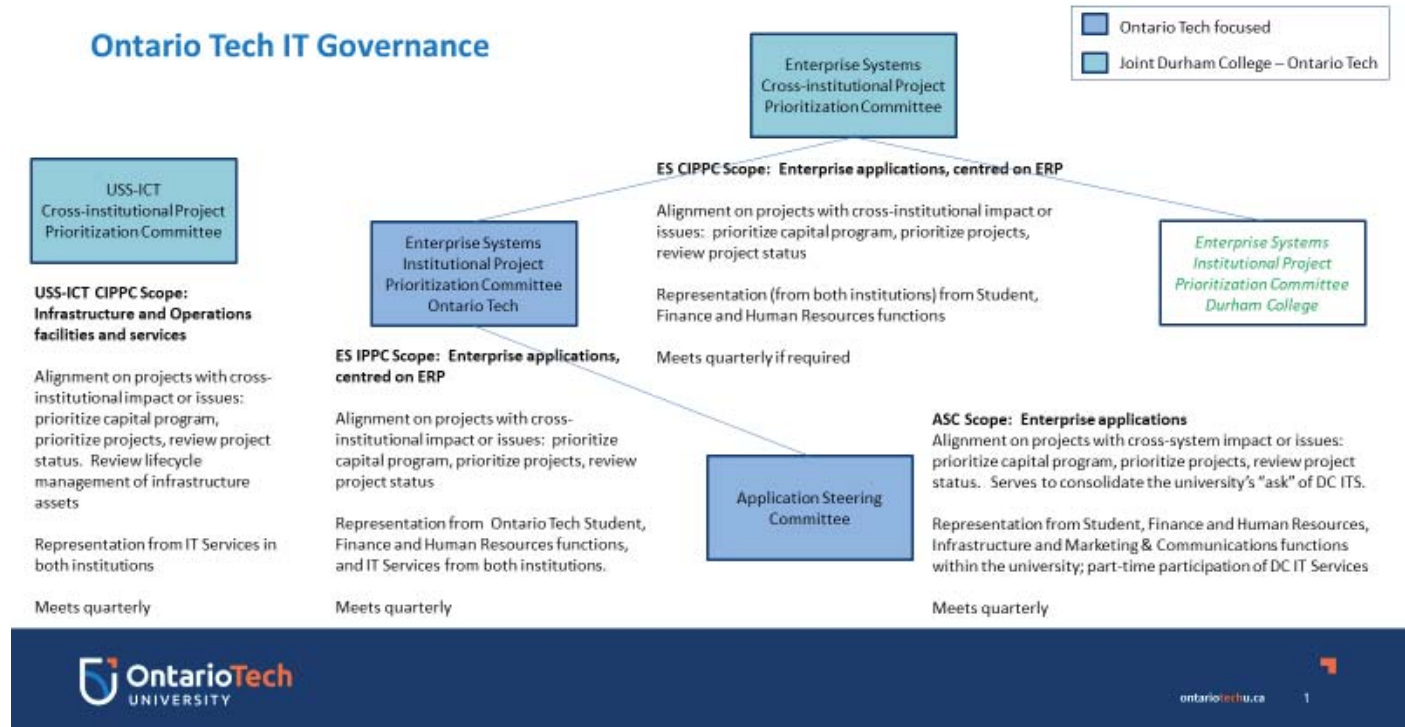 Ontario Tech IT Governance
Ontario Tech focused
Joint Durham College – Ontario Tech
Enterprise Systems
Cross-institutional Project
Prioritization Committee
USS-ICT
Cross-institutional Project
Prioritization Committee
USS-ICT CIPPC Scope:
Infrastructure and Operations
facilities and services
Alignment on projects with cross-
institutional impact or issues:
prioritize capital program,
prioritize projects, review project
status. Review lifecycle
management of infrastructure
assets
Representation from IT Services in
both institutions
Meets quarterly
Enterprise Systems
Institutional Project
Prioritization Committee
Ontario Tech
ES IPPC Scope: Enterprise applications,
centred on ERP
Alignment on projects with cross-
institutional impact or issues: prioritize
capital program, prioritize projects, review
project status
Representation from Ontario Tech Student,
Finance and Human Resources functions,
and IT Services from both institutions.
Meets quarterly
ES CIPPC Scope: Enterprise applications, centred on ERP
Alignment on projects with cross-institutional impact or
issues: prioritize capital program, prioritize projects,
review project status
Representation (from both institutions) from Student,
Finance and Human Resources functions
Meets quarterly if required
Enterprise Systems
Institutional Project
Prioritization Committee
Durham College
Application Steering
Committee
ASC Scope: Enterprise applications
Alignment on projects with cross-system impact or issues:
prioritize capital program, prioritize projects, review project
status. Serves to consolidate the university's “ask” of DC ITS.
Representation from Student, Finance and Human Resources,
Infrastructure and Marketing & Communications functions
within the university; part-time participation of DC IT Services
Meets quarterly
OntarioTech
UNIVERSITY
ontariotechu.ca 1